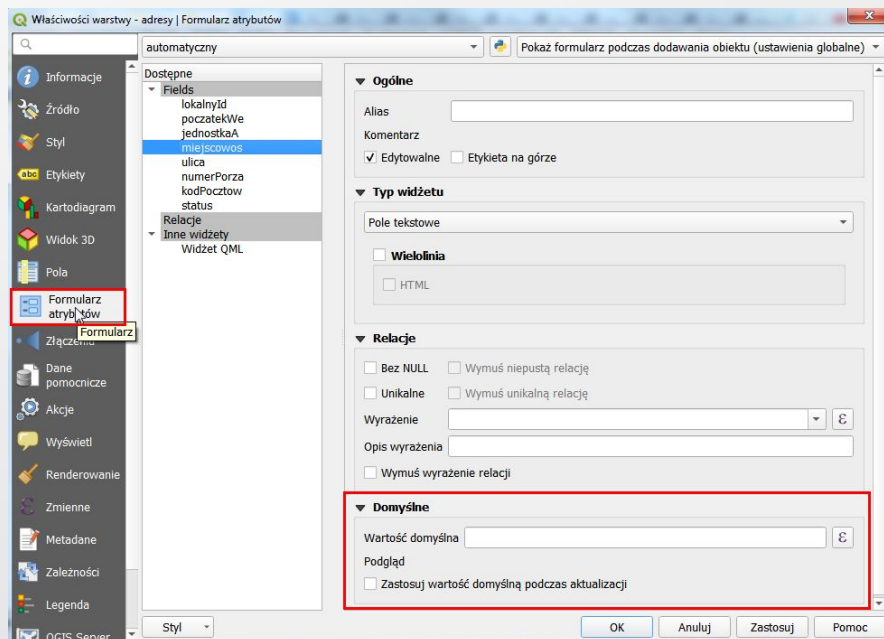 Właściwości warstwy - adresy | Formularz atrybutów
automatyczny
Pokaż formularz podczas dodawania obiektu (ustawienia globalne)
Informacje
Źródło
Styl
abc Etykiety
Kartodiagram
Widok 3D
Pola
Formularz
atrybutów
Formularz
Złączenia
Dane
pomocnicze
Akcje
Wyświetl
Renderowanie
Zmienne
Metadane
Zależności
Legenda
QGIS Server
Dostępne
Fields
lokalnyId
poczatekWe
jednostkaA
miejscowos
ulica
numerPorza
kodPocztow
status
Relacje
Inne widżety
Widżet QML
Ogólne
Alias
Komentarz
Edytowalne
Etykieta na górze
Typ widżetu
Pole tekstowe
Wielolinia
HTML
Relacje
Bez NULL
Wymuś niepustą relację
Unikalne
Wymuś unikalną relację
Wyrażenie
ε
Opis wyrażenia
Wymuś wyrażenie relacji
Domyślne
Wartość domyślna
ε
Podgląd
Zastosuj wartość domyślną podczas aktualizacji
Styl
OK
Anuluj
Zastosuj
Pomoc